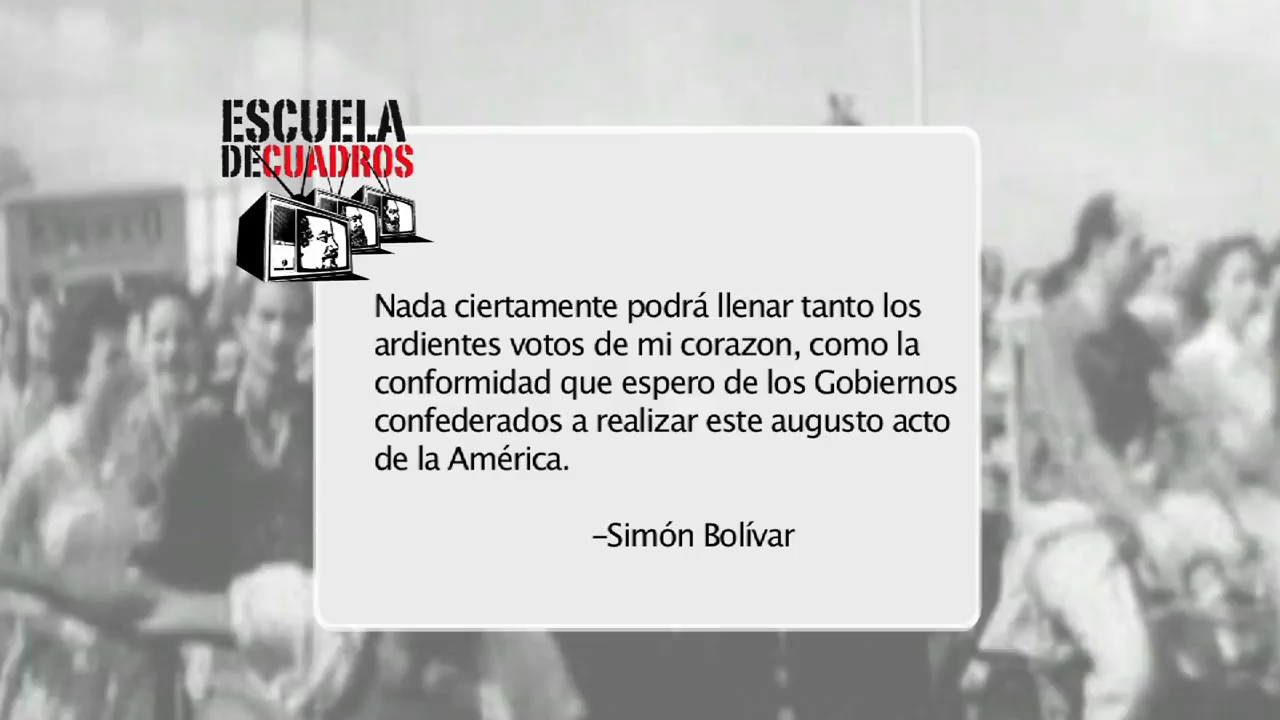 ESCUELA
DECUADROS
Nada ciertamente podrá llenar tanto los
ardientes votos de mi corazon, como la
conformidad que espero de los Gobiernos
confederados a realizar este augusto acto
de la América.
–Simón Bolívar